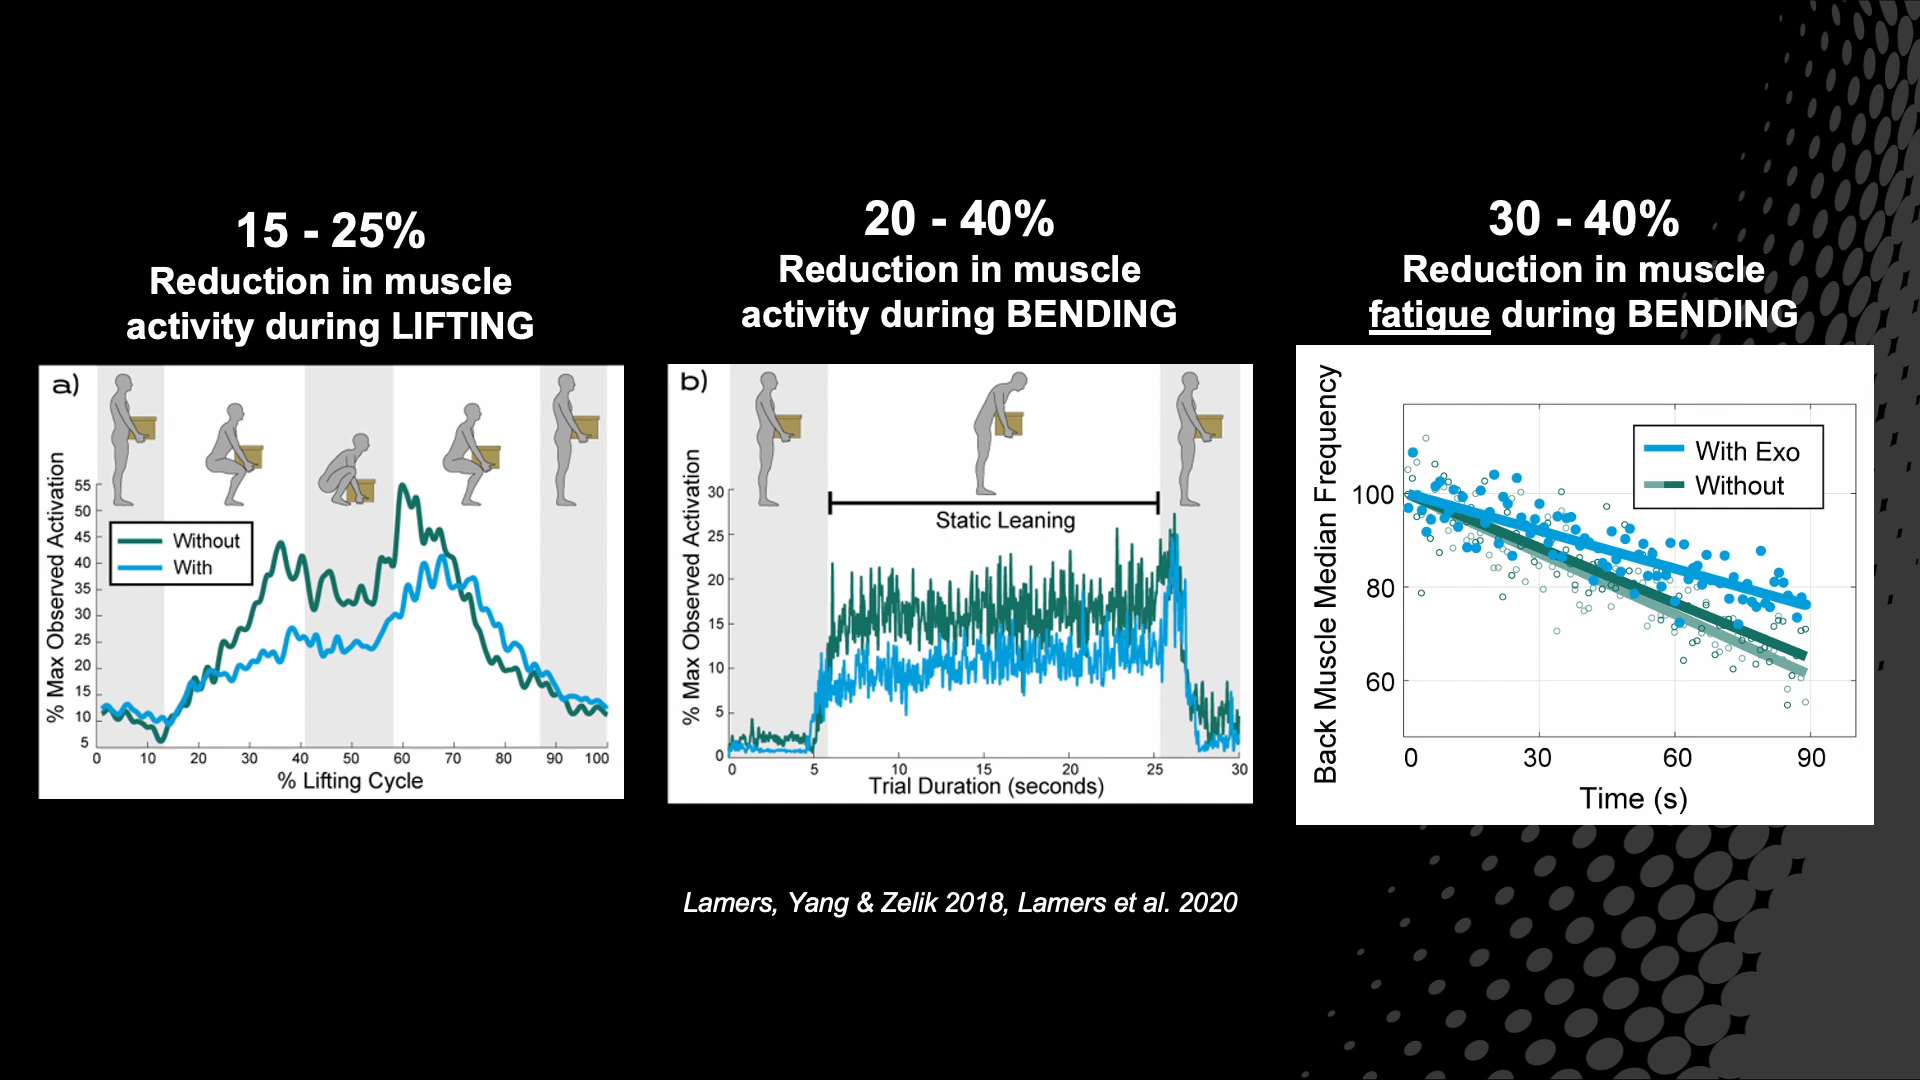 15 - 25%
Reduction in muscle
activity during LIFTING
a)
% Max Observed Activation
55
50
45
40
35
30
25
20
15
10
5
Without
With
0 10 20 30 40 50 60 70 80 90 100
% Lifting Cycle
20 - 40%
Reduction in muscle
activity during BENDING
b)
% Max Observed Activation
30
25
20
15
10
5
0
Static Leaning
0 5 10 15 20 25 30
Trial Duration (seconds)
30 - 40%
Reduction in muscle
fatigue during BENDING
Back Muscle Median Frequency
100
80
60
With Exo
Without
0 30 60 90
Time (s)
Lamers, Yang & Zelik 2018, Lamers et al. 2020